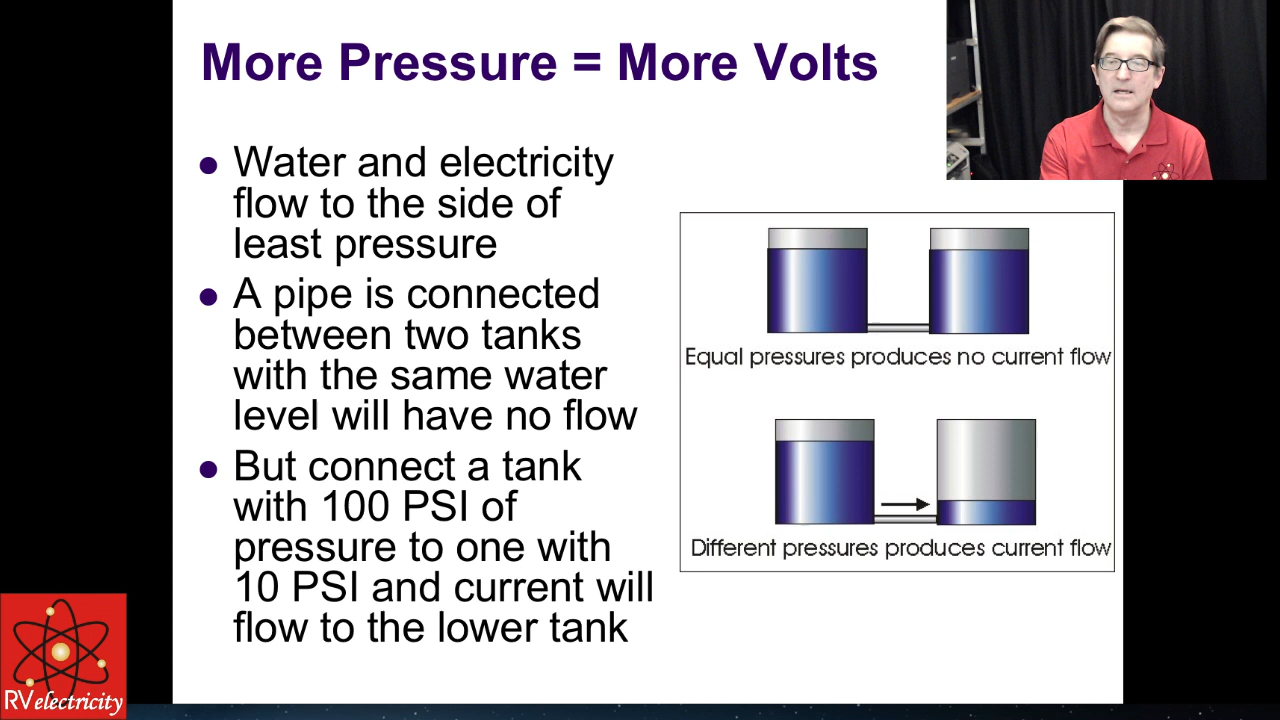 More Pressure = More Volts
● Water and electricity
flow to the side of
least pressure
● A pipe is connected
between two tanks
with the same water
level will have no flow
● But connect a tank
with 100 PSI of
pressure to one with
10 PSI and current will
flow to the lower tank
Equal pressures produces no current flow
Different pressures produces current flow
RVelectricity